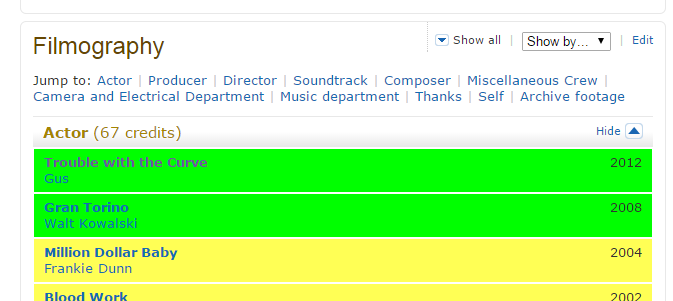 Filmography
Show all | Show by... | Edit
Jump to: Actor | Producer | Director | Soundtrack | Composer | Miscellaneous Crew |
Camera and Electrical Department | Music department | Thanks | Self | Archive footage
Actor (67 credits) Hide
Trouble with the Curve 2012
Gus
Gran Torino 2008
Walt Kowalski
Million Dollar Baby 2004
Frankie Dunn
Blood Work 2002